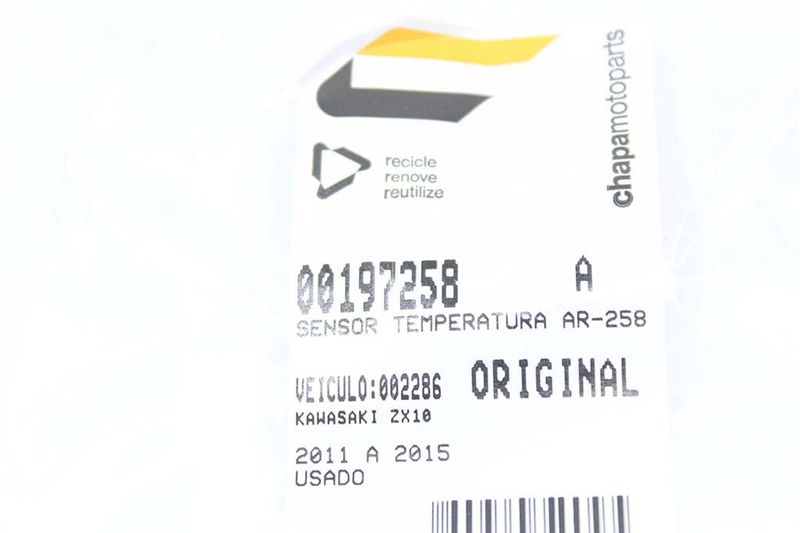 chapamotoparts
recicle
renove
reutilize
00197258 A
SENSOR TEMPERATURA AR-258
VEICULO:002286 ORIGINAL
KAWASAKI ZX10
2011 A 2015
USADO